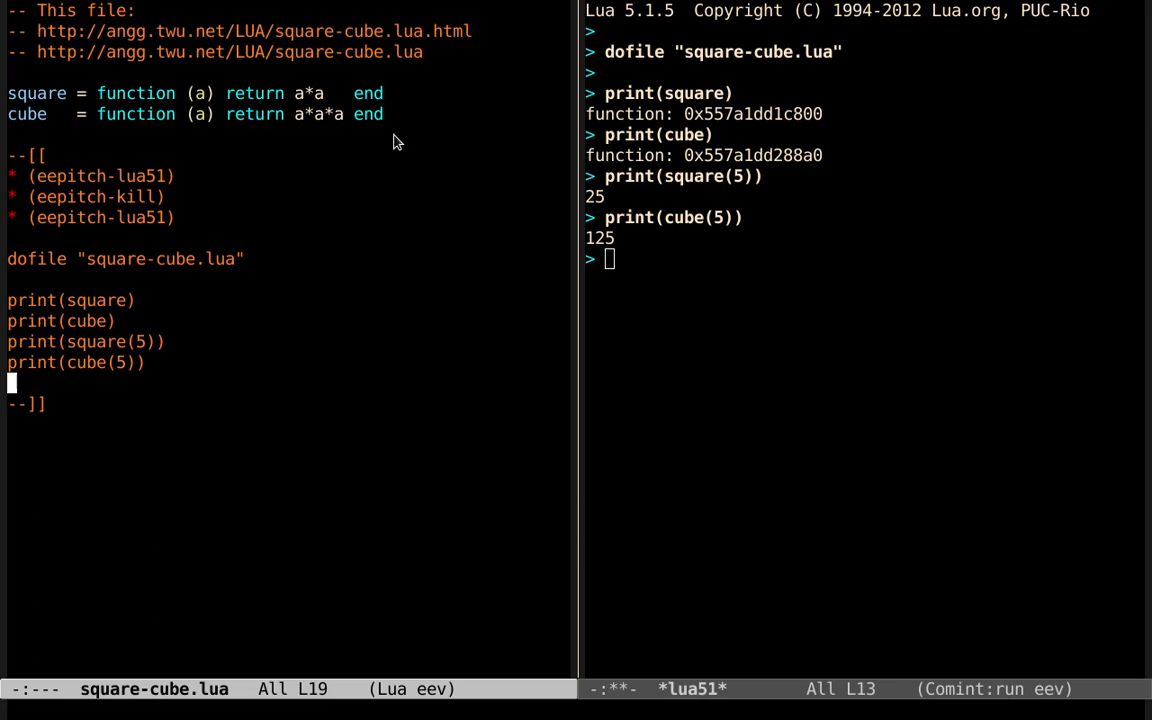 -- This file:
-- http://angg.twu.net/LUA/square-cube.lua.html
-- http://angg.twu.net/LUA/square-cube.lua
square = function (a) return a*a   end
cube   = function (a) return a*a*a end
--[[
* (eepitch-lua51)
* (eepitch-kill)
* (eepitch-lua51)
dofile "square-cube.lua"
print(square)
print(cube)
print(square(5))
print(cube(5))
--]]
-:---  square-cube.lua   All L19    (Lua eev)
Lua 5.1.5  Copyright (C) 1994-2012 Lua.org, PUC-Rio
>
> dofile "square-cube.lua"
>
> print(square)
function: 0x557a1dd1c800
> print(cube)
function: 0x557a1dd288a0
> print(square(5))
25
> print(cube(5))
125
>
-:**-  *lua51*        All L13    (Comint:run eev)